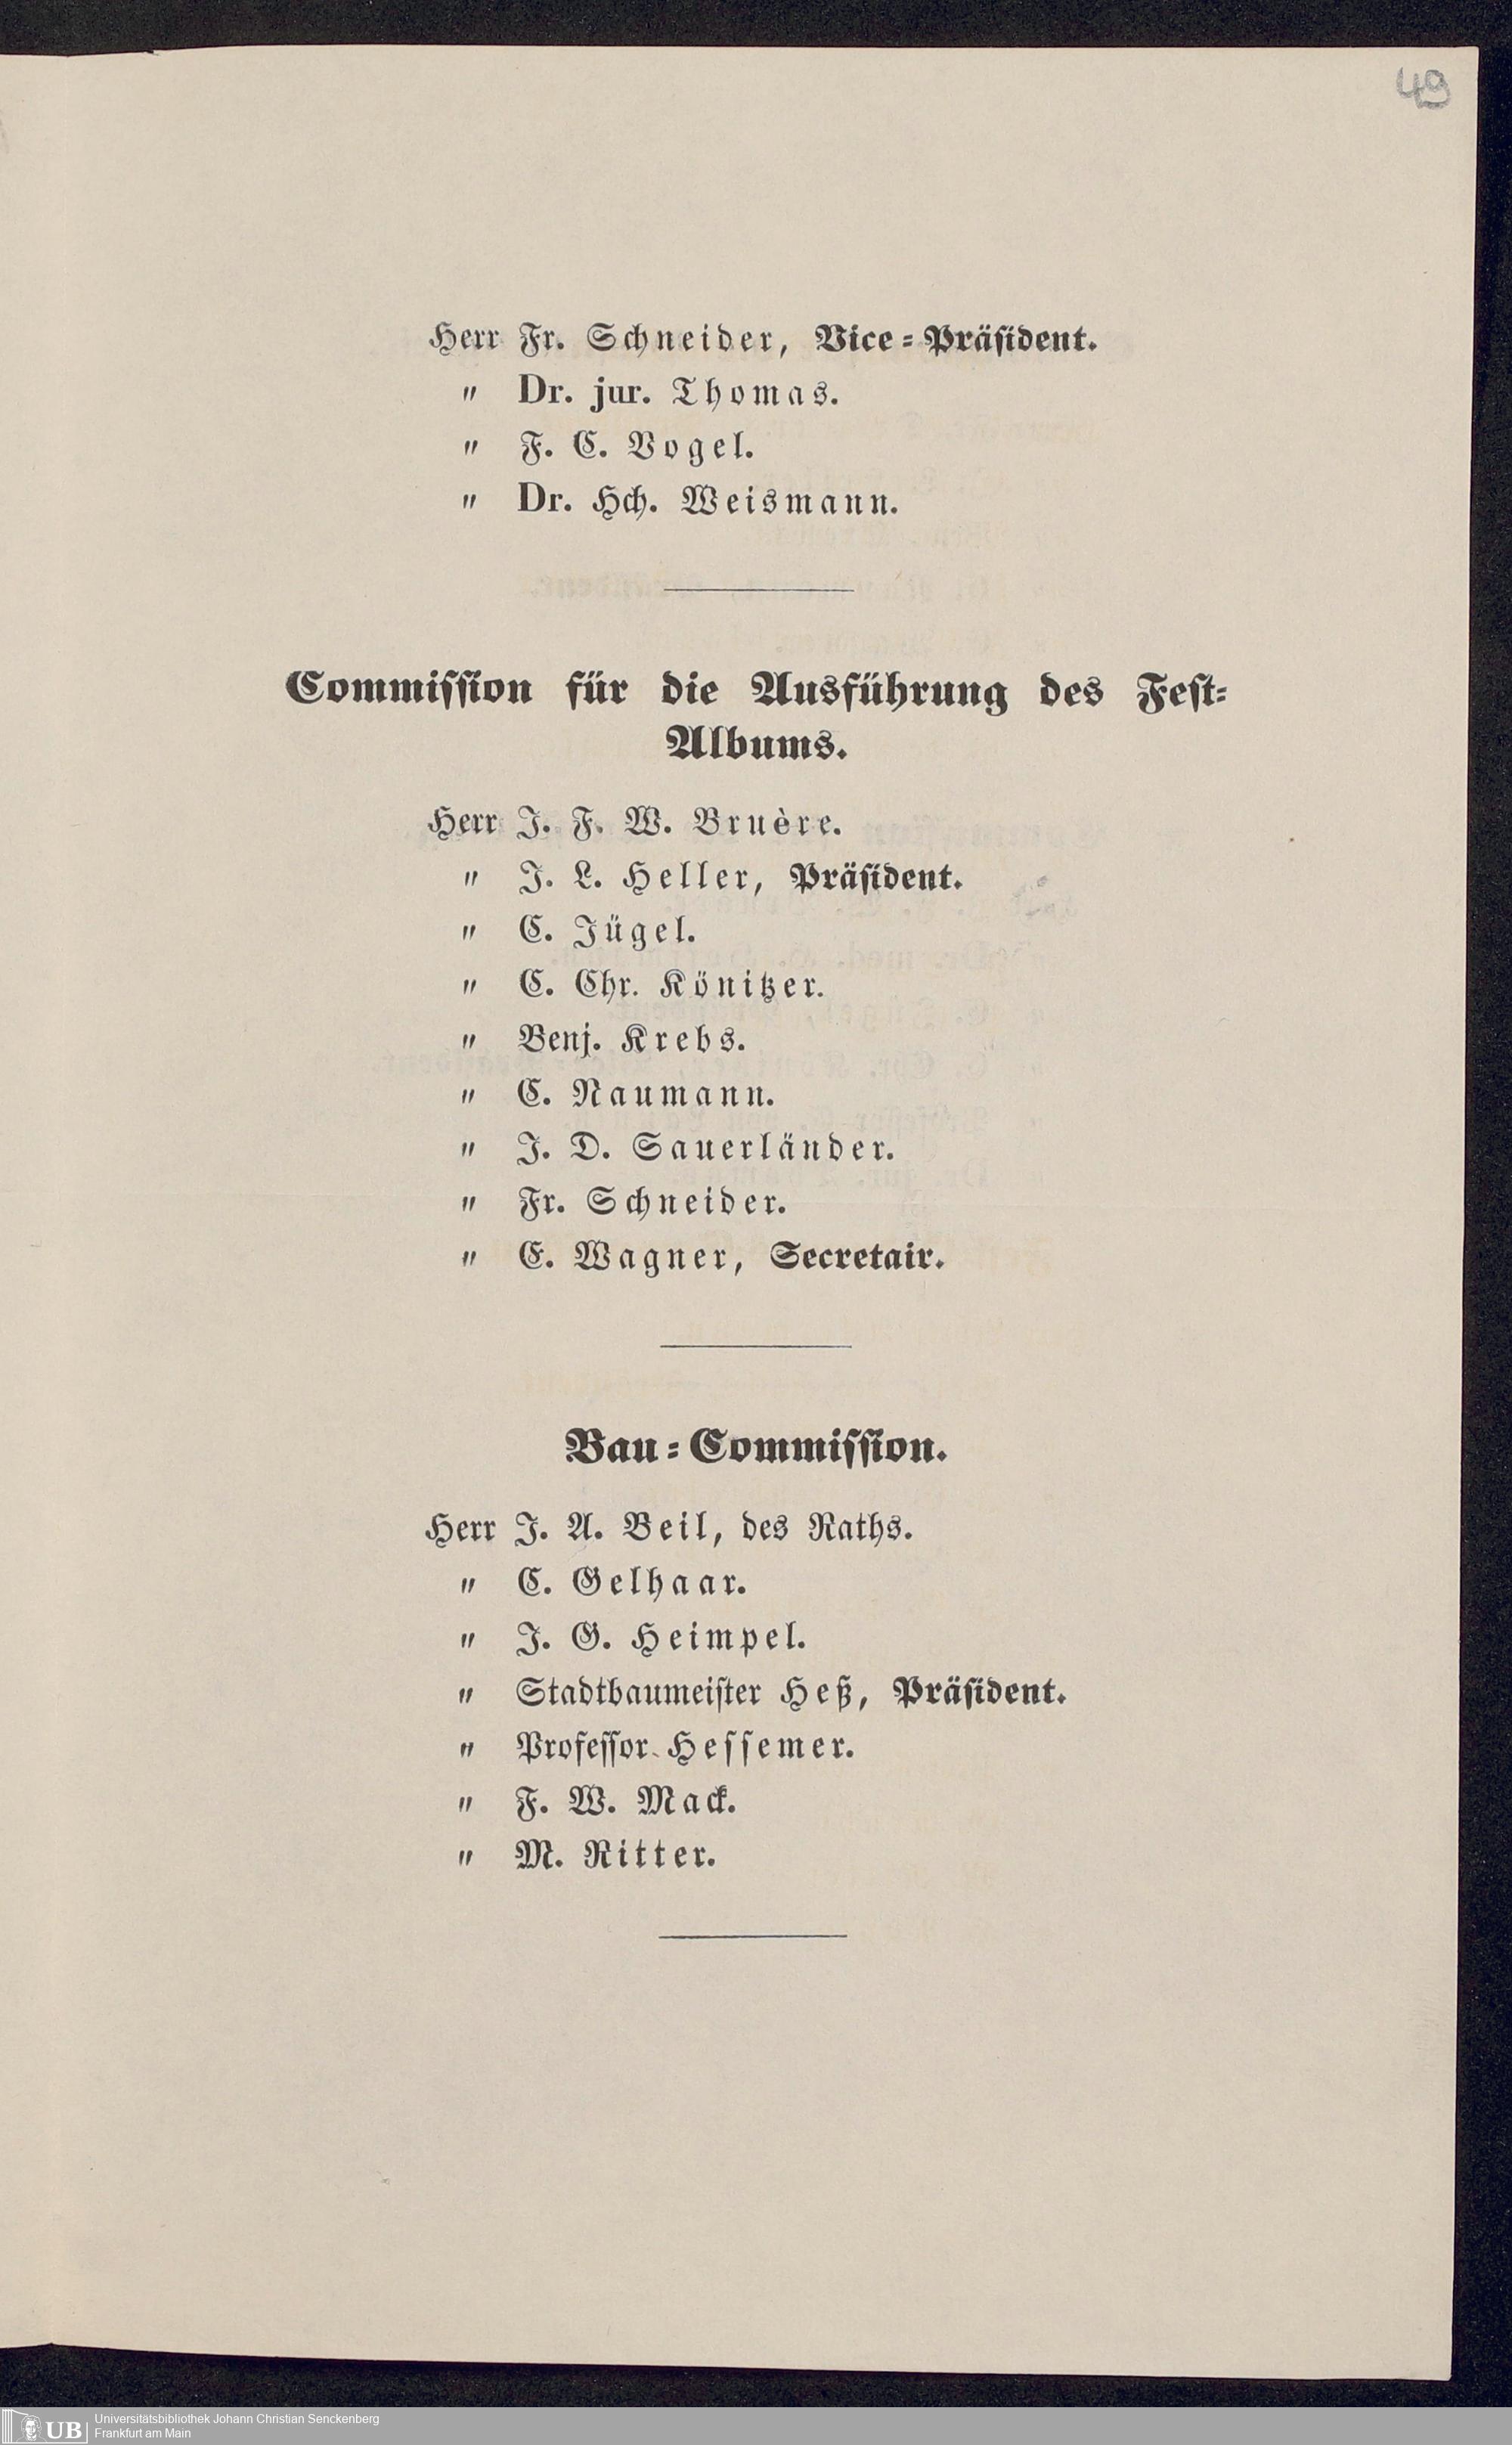 49
Herr Fr. Schneider, Vice-Präsident.
" Dr. jur. Thomas.
" F. C. Vogel.
" Dr. Hch. Weismann.
Commission für die Ausführung des Fest-
Albums.
Herr J. F. W. Bruère.
" J. L. Heller, Präsident.
" C. Jügel.
" C. Chr. Könitzer.
" Benj. Krebs.
" C. Naumann.
" J. D. Sauerländer.
" Fr. Schneider.
" E. Wagner, Secretair.
Bau-Commission.
Herr J. A. Beil, des Raths.
" C. Gelhaar.
" J. G. Heimpel.
" Stadtbaumeister Heß, Präsident.
" Professor Hessemer.
" F. W. Mack.
" M. Ritter.
UB
Universitätsbibliothek Johann Christian Senckenberg
Frankfurt am Main